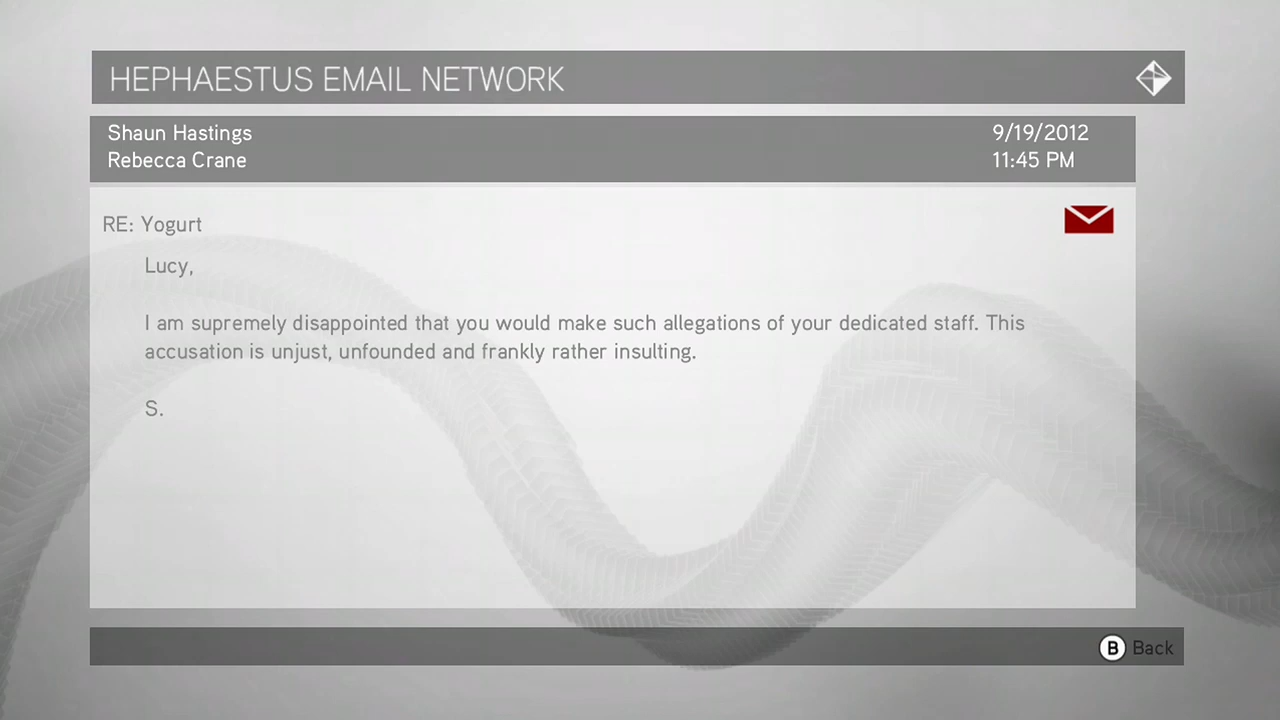 HEPHAESTUS EMAIL NETWORK
Shaun Hastings 9/19/2012
Rebecca Crane 11:45 PM
RE: Yogurt
Lucy,
I am supremely disappointed that you would make such allegations of your dedicated staff. This
accusation is unjust, unfounded and frankly rather insulting.
S.
B Back